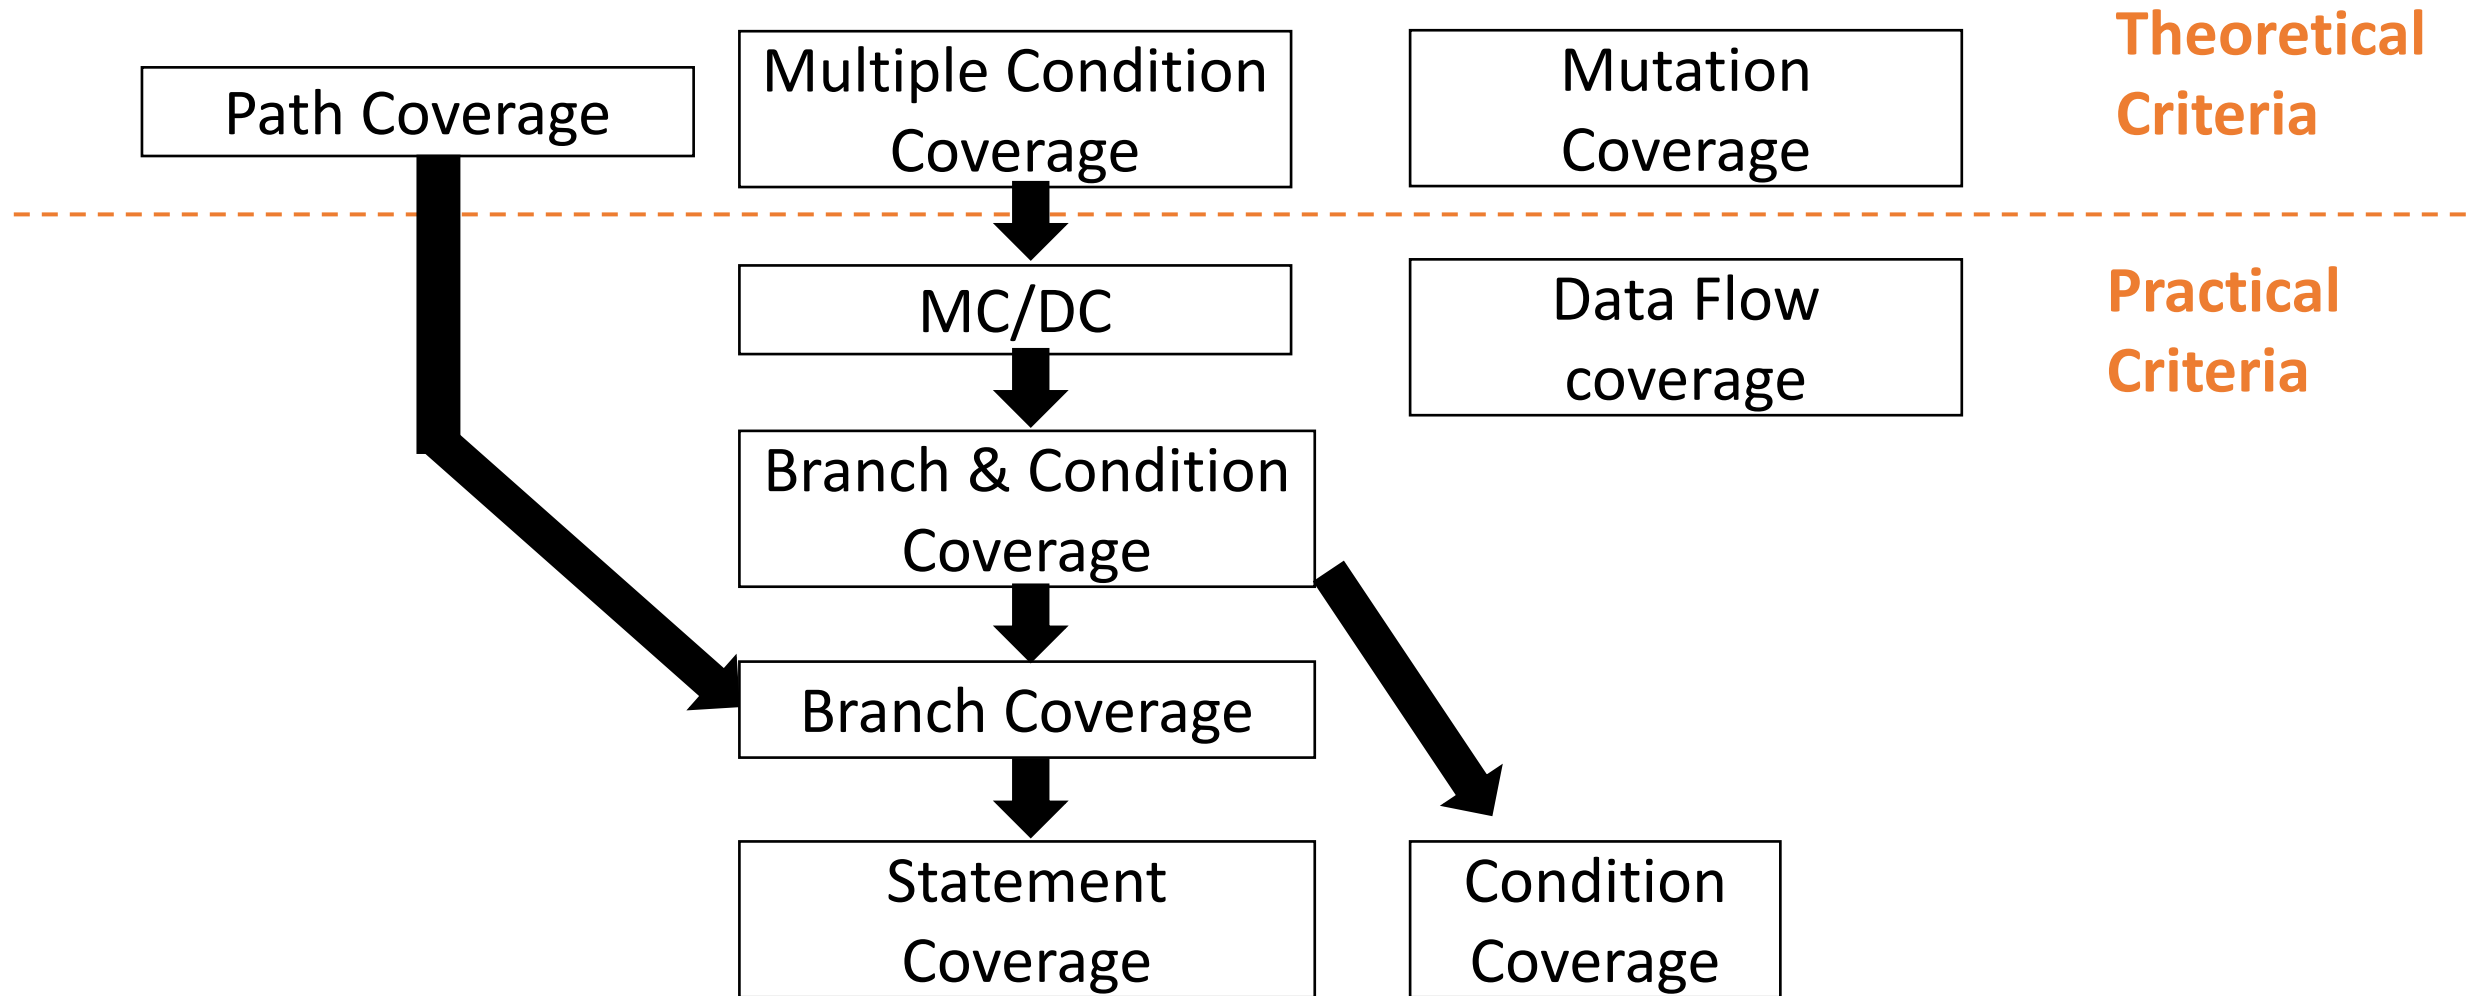 Path Coverage
Multiple Condition
Coverage
Mutation
Coverage
Theoretical
Criteria
MC/DC
Data Flow
coverage
Practical
Criteria
Branch & Condition
Coverage
Branch Coverage
Statement
Coverage
Condition
Coverage